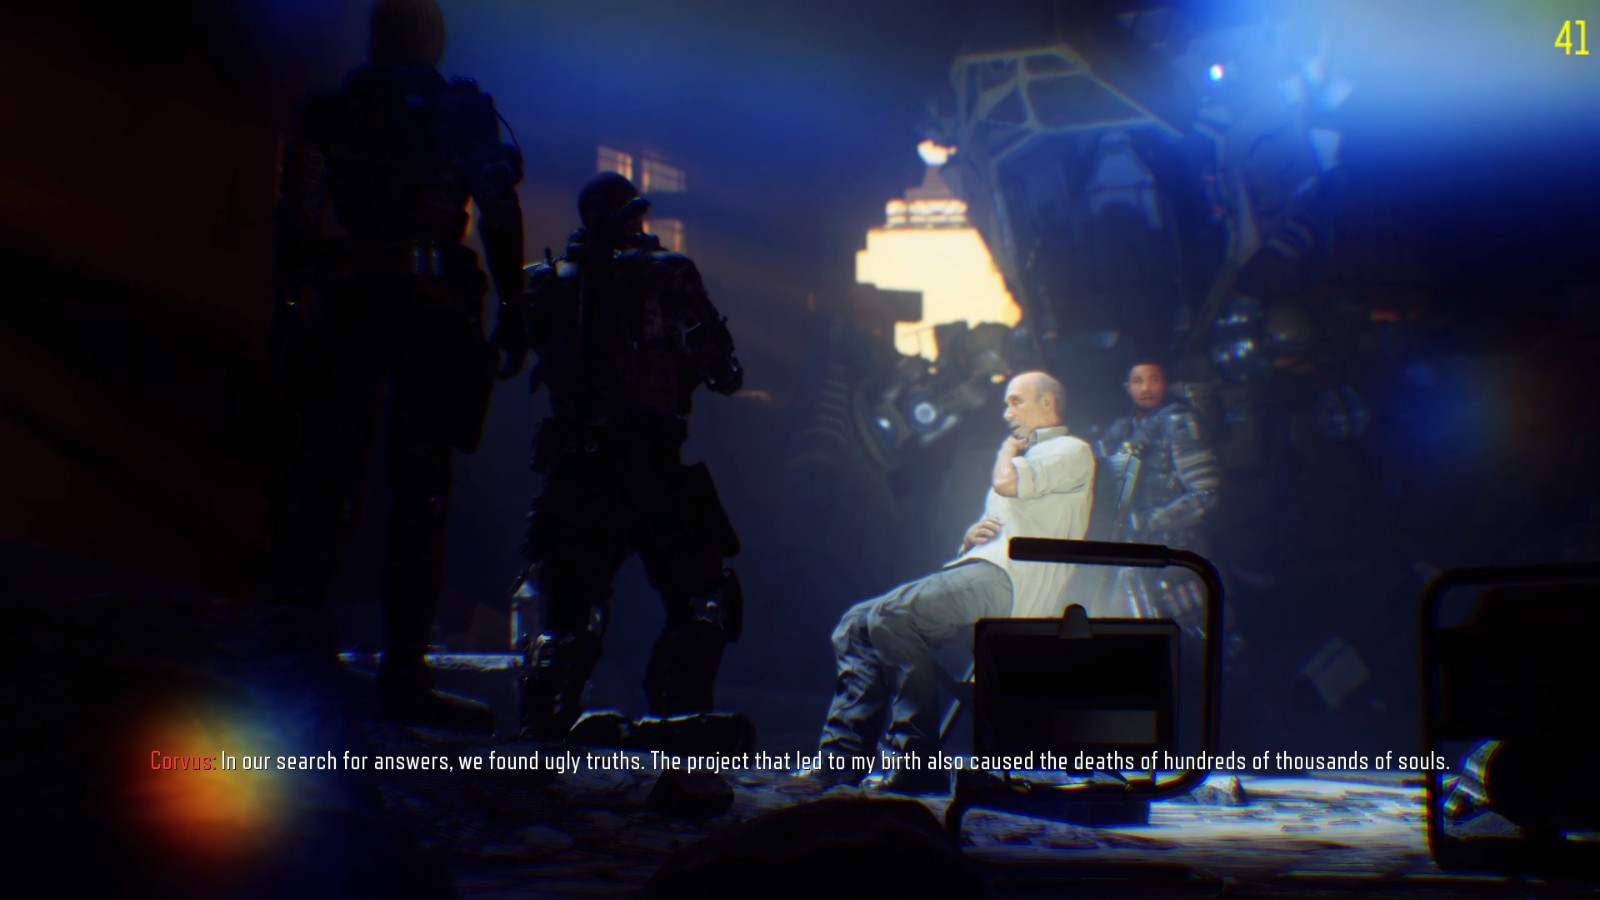 41
Corvus: In our search for answers, we found ugly truths. The project that led to my birth also caused the deaths of hundreds of thousands of souls.